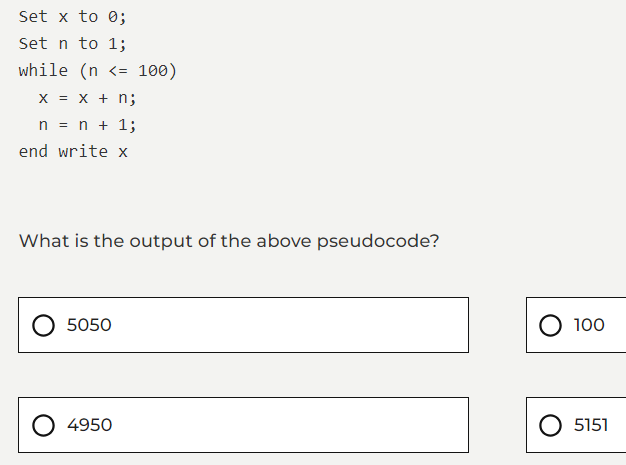 Set x to 0;
Set n to 1;
while (n <= 100)
  x = x + n;
  n = n + 1;
end write x
What is the output of the above pseudocode?
5050
100
4950
5151